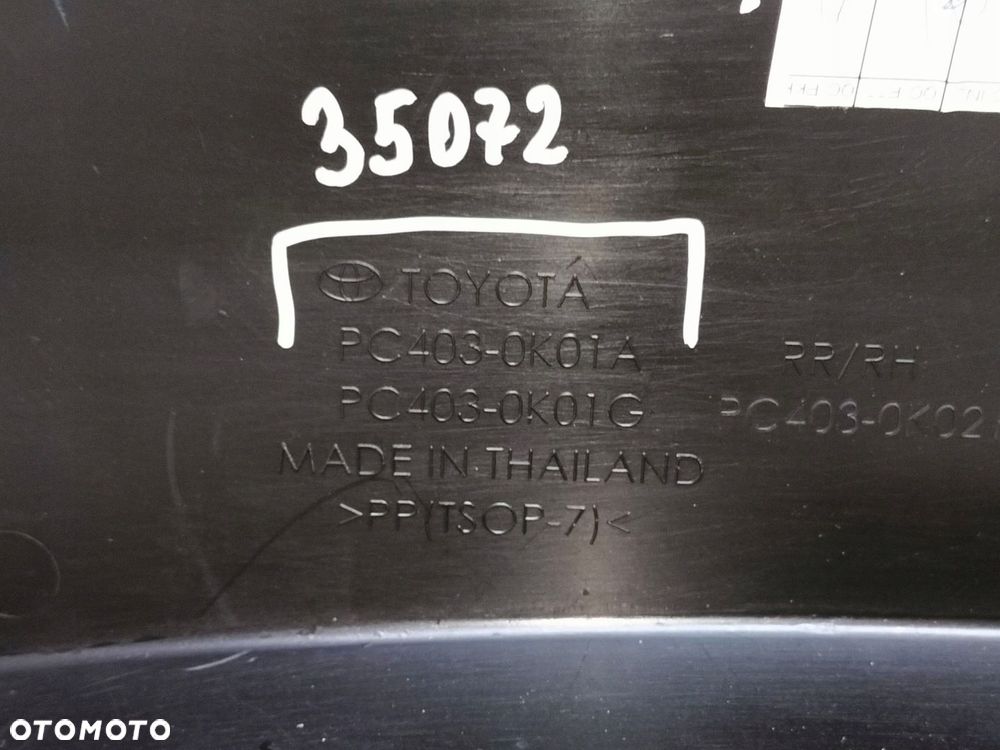 35072
TOYOTA
PC403-0K01A
PC403-0K01G
MADE IN THAILAND
>PP(TSOP-7)<
RR/RH
PC403-0K02
OTOMOTO